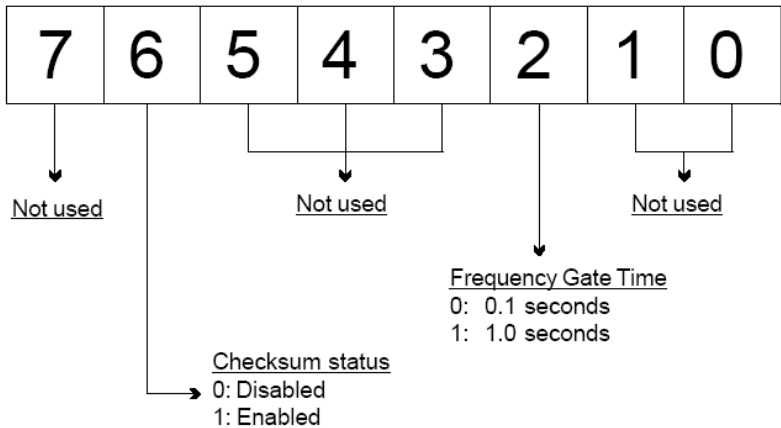 7 6 5 4 3 2 1 0
Not used
Not used
Not used
Frequency Gate Time
0: 0.1 seconds
1: 1.0 seconds
Checksum status
0: Disabled
1: Enabled